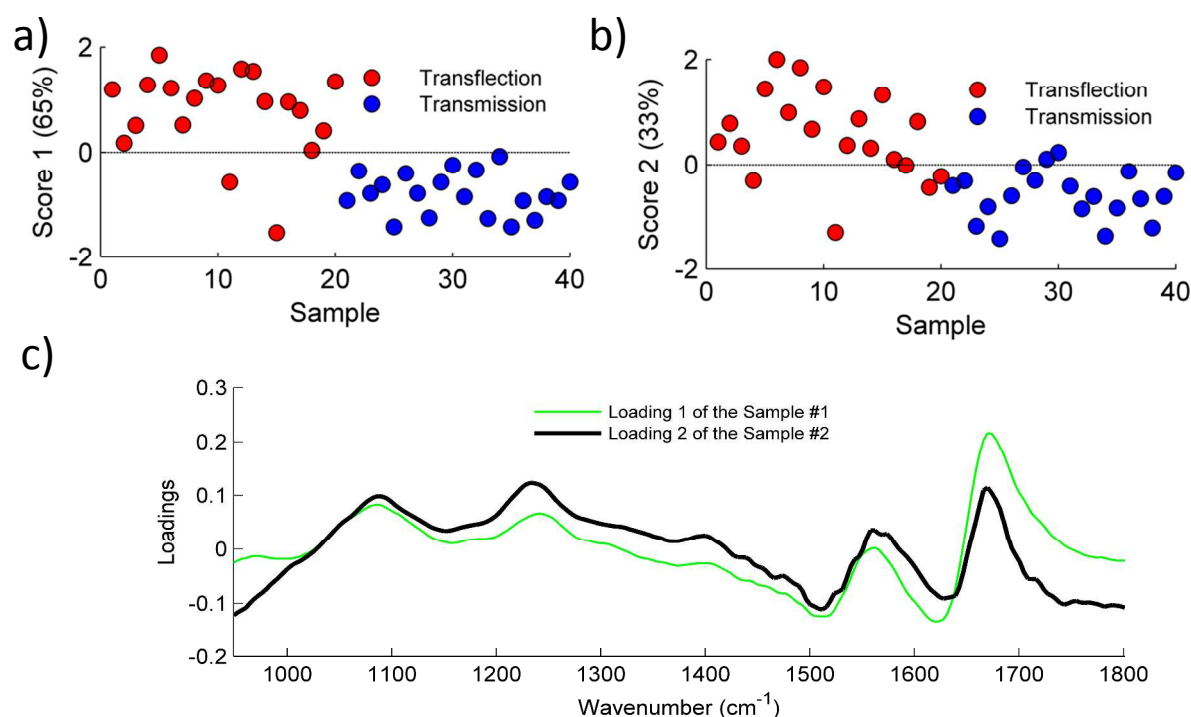 a)
Score 1 (65%)
2
0
-2
Transflection
Transmission
0
10
20
30
40
Sample
b)
Score 2 (33%)
2
0
-2
Transflection
Transmission
0
10
20
30
40
Sample
c)
Loadings
0.3
0.2
0.1
0
-0.1
-0.2
Loading 1 of the Sample #1
Loading 2 of the Sample #2
1000
1100
1200
1300
1400
1500
1600
1700
1800
Wavenumber (cm⁻¹)